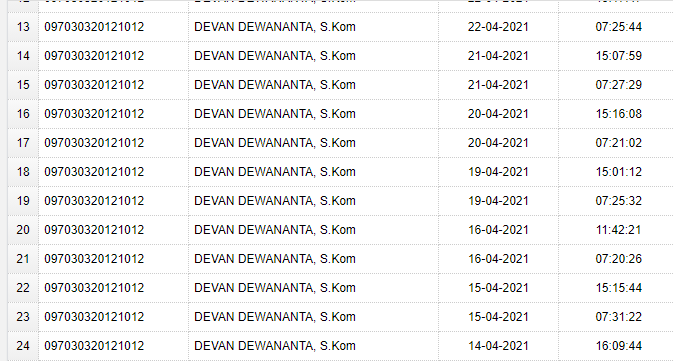 13 097030320121012 DEVAN DEWANANTA, S.Kom 22-04-2021 07:25:44
14 097030320121012 DEVAN DEWANANTA, S.Kom 21-04-2021 15:07:59
15 097030320121012 DEVAN DEWANANTA, S.Kom 21-04-2021 07:27:29
16 097030320121012 DEVAN DEWANANTA, S.Kom 20-04-2021 15:16:08
17 097030320121012 DEVAN DEWANANTA, S.Kom 20-04-2021 07:21:02
18 097030320121012 DEVAN DEWANANTA, S.Kom 19-04-2021 15:01:12
19 097030320121012 DEVAN DEWANANTA, S.Kom 19-04-2021 07:25:32
20 097030320121012 DEVAN DEWANANTA, S.Kom 16-04-2021 11:42:21
21 097030320121012 DEVAN DEWANANTA, S.Kom 16-04-2021 07:20:26
22 097030320121012 DEVAN DEWANANTA, S.Kom 15-04-2021 15:15:44
23 097030320121012 DEVAN DEWANANTA, S.Kom 15-04-2021 07:31:22
24 097030320121012 DEVAN DEWANANTA, S.Kom 14-04-2021 16:09:44